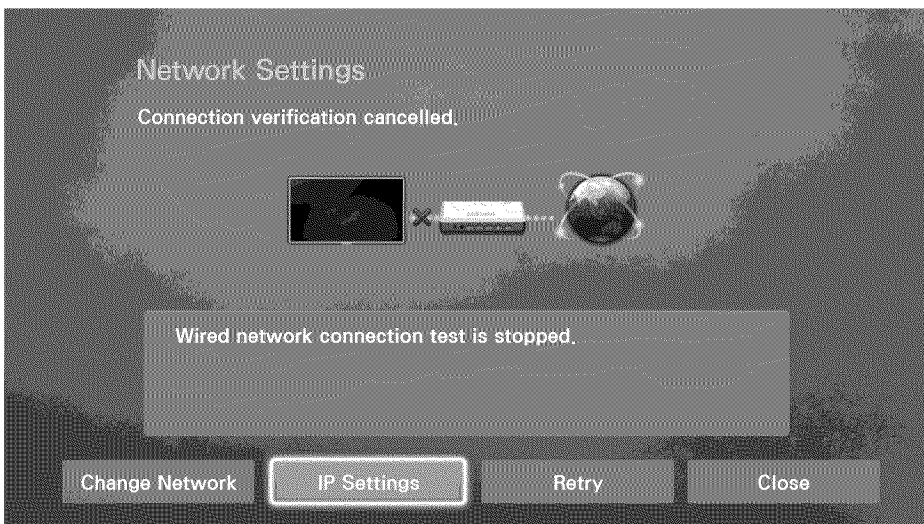 Network Settings
Connection verification cancelled.
Wired network connection test is stopped.
Change Network
IP Settings
Retry
Close